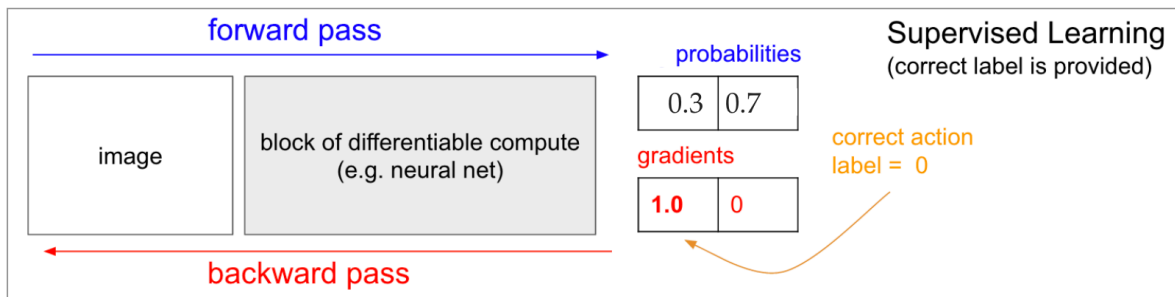 forward pass
Supervised Learning
(correct label is provided)
probabilities
0.3 0.7
image
block of differentiable compute
(e.g. neural net)
correct action
label = 0
gradients
1.0 0
backward pass